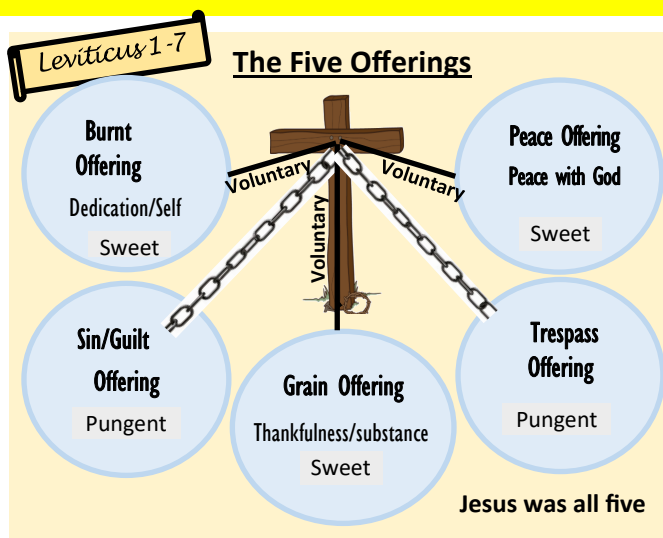 Leviticus 1-7
The Five Offerings
Burnt
Offering
Dedication/Self
Sweet
Voluntary
Voluntary
Voluntary
Peace Offering
Peace with God
Sweet
Sin/Guilt
Offering
Pungent
Grain Offering
Thankfulness/substance
Sweet
Trespass
Offering
Pungent
Jesus was all five